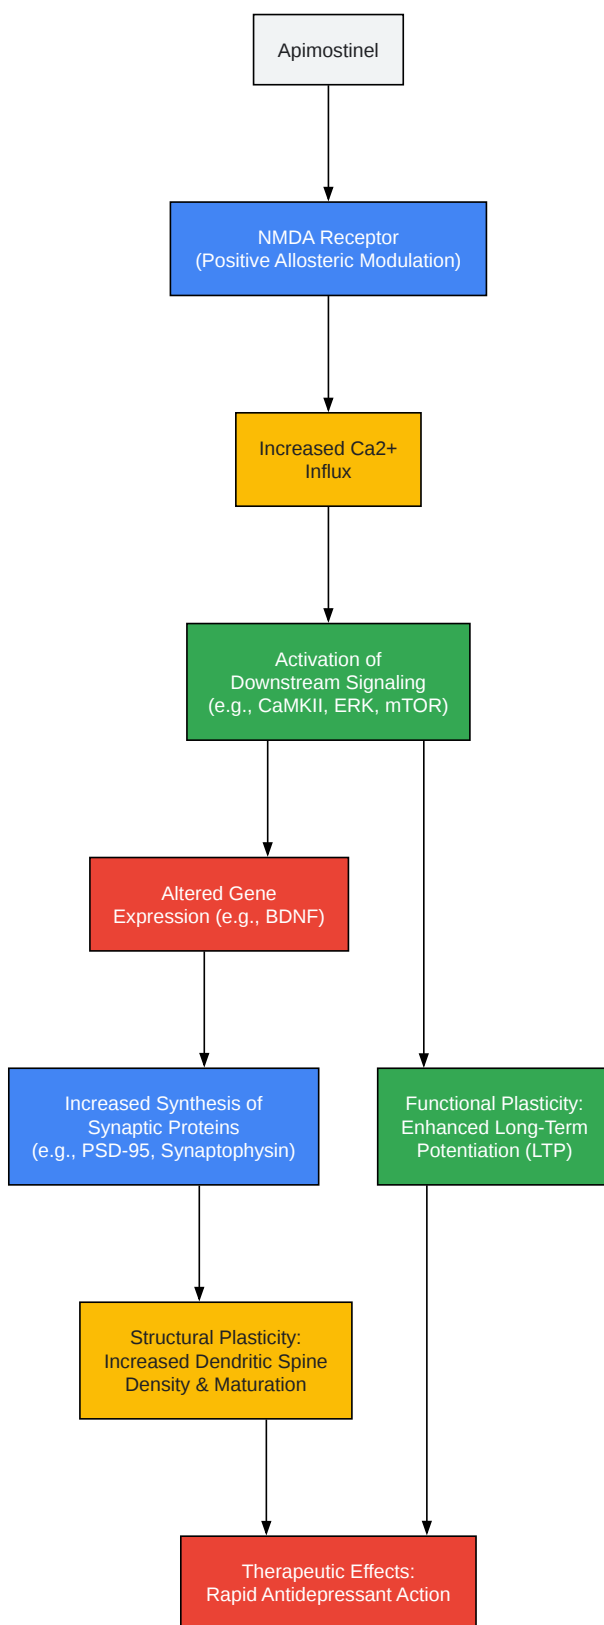 Apimostinel
NMDA Receptor
(Positive Allosteric Modulation)
Increased Ca2+
Influx
Activation of
Downstream Signaling
(e.g., CaMKII, ERK, mTOR)
Altered Gene
Expression (e.g., BDNF)
Increased Synthesis of
Synaptic Proteins
(e.g., PSD-95, Synaptophysin)
Functional Plasticity:
Enhanced Long-Term
Potentiation (LTP)
Structural Plasticity:
Increased Dendritic Spine
Density & Maturation
Therapeutic Effects:
Rapid Antidepressant Action